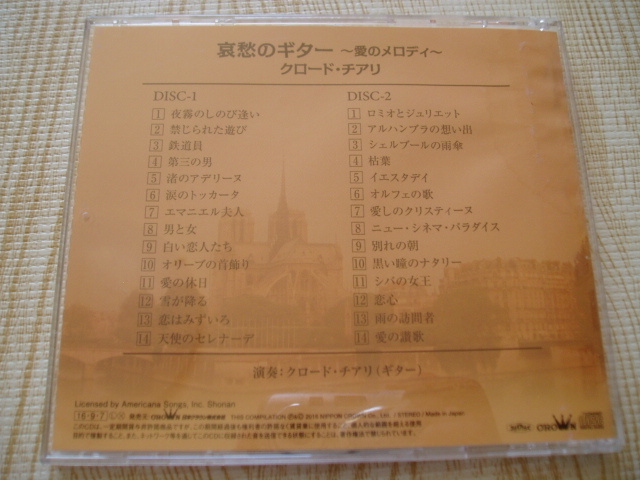 哀愁のギター ～愛のメロディ～
クロード・チアリ
DISC-1
1 夜霧のしのび逢い
2 禁じられた遊び
3 鉄道員
4 第三の男
5 渚のアデリーヌ
6 涙のトッカータ
7 エマニエル夫人
8 男と女
9 白い恋人たち
10 オリーブの首飾り
11 愛の休日
12 雪が降る
13 恋はみずいろ
14 天使のセレナーデ
DISC-2
1 ロミオとジュリエット
2 アルハンブラの想い出
3 シェルブールの雨傘
4 枯葉
5 イエスタデイ
6 オルフェの歌
7 愛しのクリスティーヌ
8 ニュー・シネマ・パラダイス
9 別れの朝
10 黒い瞳のナタリー
11 シバの女王
12 恋心
13 雨の訪問者
14 愛の讃歌
演奏：クロード・チアリ（ギター）
Licensed by Americana Songs, Inc. Shonan
CROWN